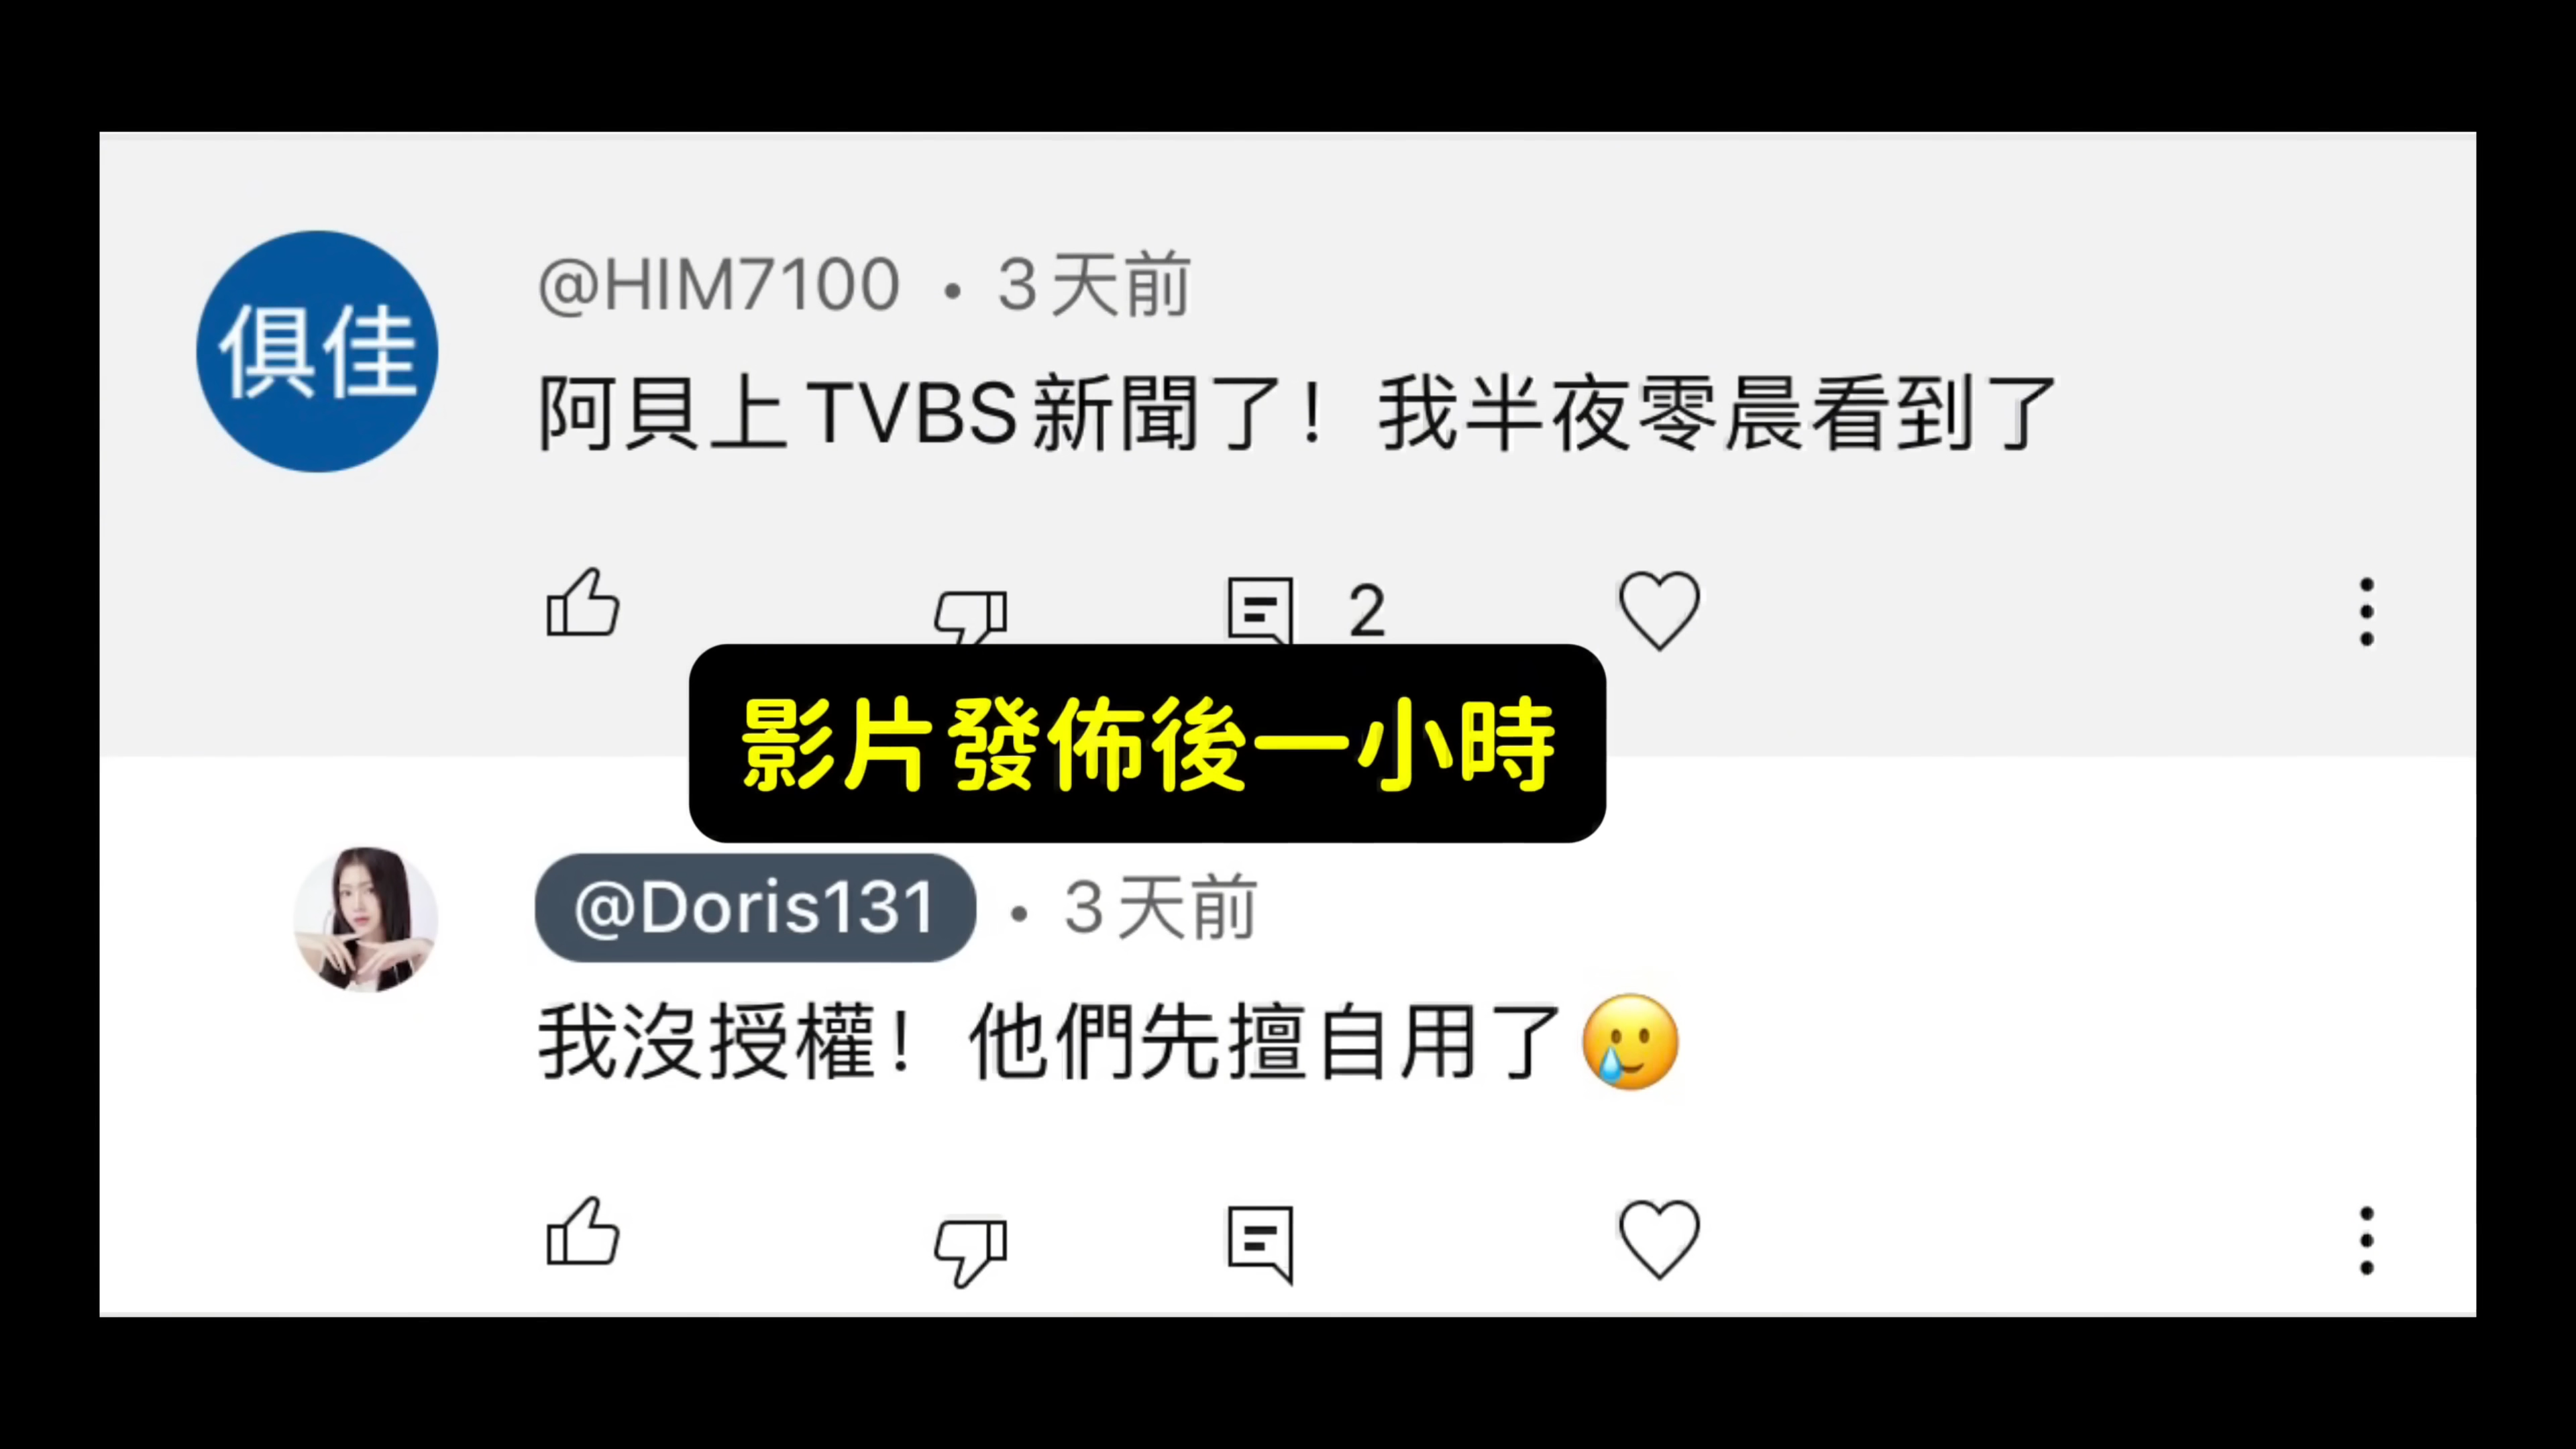 俱佳
@HIM7100 • 3天前
阿貝上TVBS新聞了！我半夜零晨看到了
2
影片發佈後一小時
@Doris131 • 3天前
我沒授權！他們先擅自用了🥲